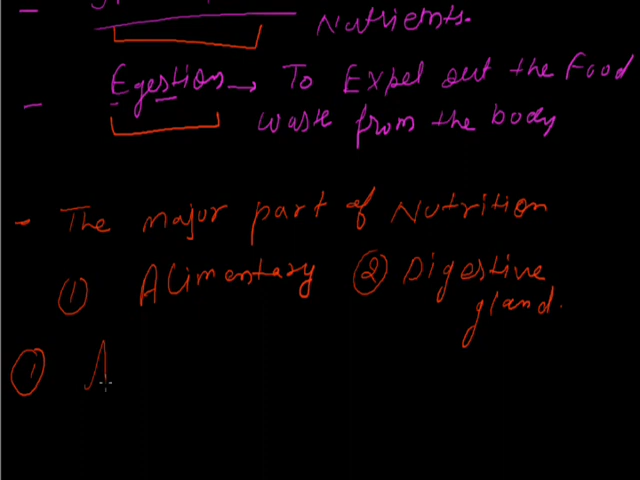 Nutrients.
- Egestion → To Expel out the Food
waste from the body
- The major part of Nutrition
① Alimentary ② Digestive
gland.
① A